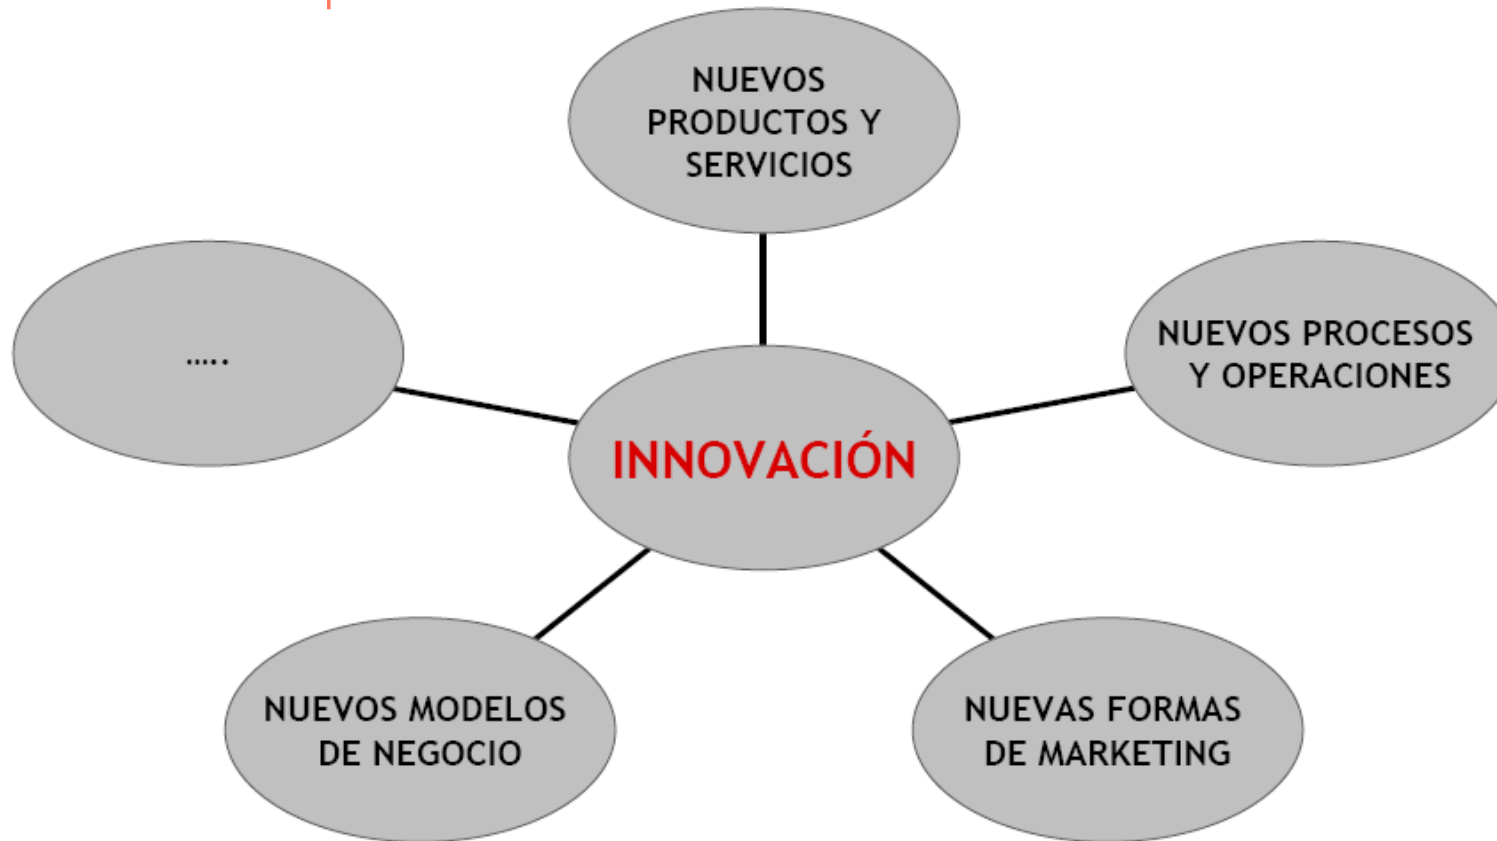 NUEVOS
PRODUCTOS Y
SERVICIOS
…..
NUEVOS PROCESOS
Y OPERACIONES
INNOVACIÓN
NUEVOS MODELOS
DE NEGOCIO
NUEVAS FORMAS
DE MARKETING